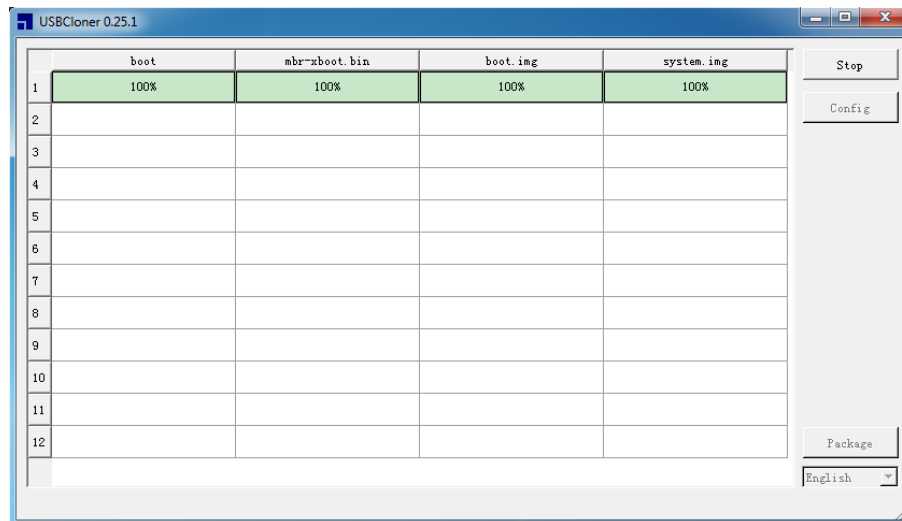 USBCloner 0.25.1
boot mbr-xboot.bin boot.img system.img
Stop
1 100% 100% 100% 100%
Config
2
3
4
5
6
7
8
9
10
11
12
Package
English